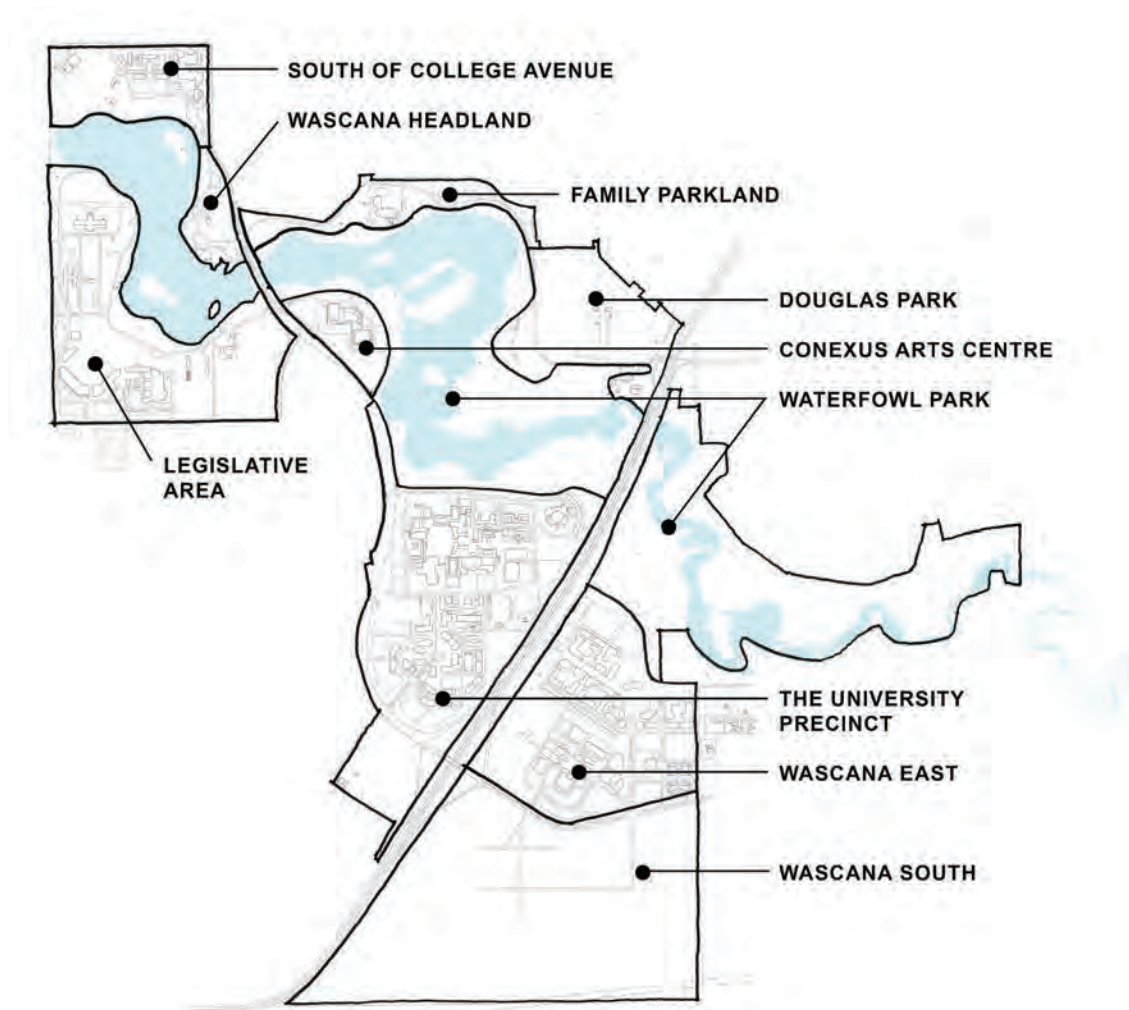 SOUTH OF COLLEGE AVENUE
WASCANA HEADLAND
FAMILY PARKLAND
DOUGLAS PARK
CONEXUS ARTS CENTRE
WATERFOWL PARK
LEGISLATIVE
AREA
THE UNIVERSITY
PRECINCT
WASCANA EAST
WASCANA SOUTH